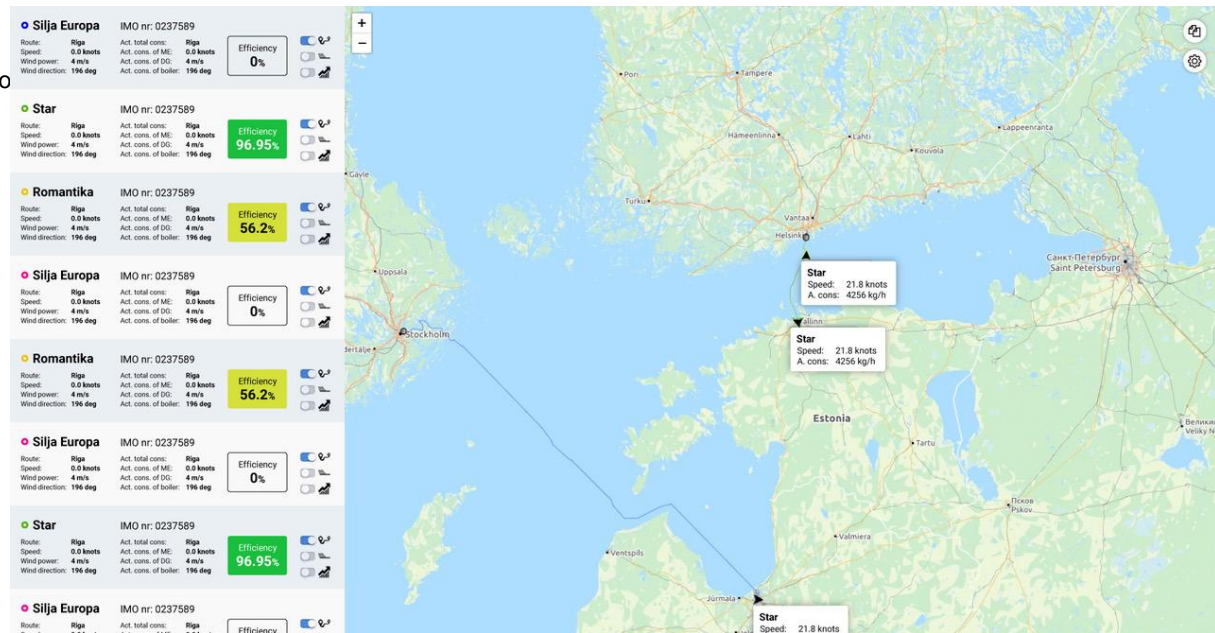 Silja Europa IMO nr: 0237589
Route: Riga Act. total cons: Riga
Speed: 0.0 knots Act. cons. of ME: 0.0 knots
Wind power: 4 m/s Act. cons. of DG: 4 m/s
Wind direction: 196 deg Act. cons. of boiler: 196 deg
Efficiency
0%
o
Star IMO nr: 0237589
Route: Riga Act. total cons: Riga
Speed: 0.0 knots Act. cons. of ME: 0.0 knots
Wind power: 4 m/s Act. cons. of DG: 4 m/s
Wind direction: 196 deg Act. cons. of boiler: 196 deg
Efficiency
96.95%
Romantika IMO nr: 0237589
Route: Riga Act. total cons: Riga
Speed: 0.0 knots Act. cons. of ME: 0.0 knots
Wind power: 4 m/s Act. cons. of DG: 4 m/s
Wind direction: 196 deg Act. cons. of boiler: 196 deg
Efficiency
56.2%
Silja Europa IMO nr: 0237589
Route: Riga Act. total cons: Riga
Speed: 0.0 knots Act. cons. of ME: 0.0 knots
Wind power: 4 m/s Act. cons. of DG: 4 m/s
Wind direction: 196 deg Act. cons. of boiler: 196 deg
Efficiency
0%
Romantika IMO nr: 0237589
Route: Riga Act. total cons: Riga
Speed: 0.0 knots Act. cons. of ME: 0.0 knots
Wind power: 4 m/s Act. cons. of DG: 4 m/s
Wind direction: 196 deg Act. cons. of boiler: 196 deg
Efficiency
56.2%
Silja Europa IMO nr: 0237589
Route: Riga Act. total cons: Riga
Speed: 0.0 knots Act. cons. of ME: 0.0 knots
Wind power: 4 m/s Act. cons. of DG: 4 m/s
Wind direction: 196 deg Act. cons. of boiler: 196 deg
Efficiency
0%
Star IMO nr: 0237589
Route: Riga Act. total cons: Riga
Speed: 0.0 knots Act. cons. of ME: 0.0 knots
Wind power: 4 m/s Act. cons. of DG: 4 m/s
Wind direction: 196 deg Act. cons. of boiler: 196 deg
Efficiency
96.95%
Silja Europa IMO nr: 0237589
Route: Riga Act. total cons: Riga
Efficiency
+
−
Pori
Tampere
Hämeenlinna
Lahti
Lappeenranta
Kouvola
Gävle
Turku
Vantaa
Helsinki
Санкт-Петербург
Saint Petersburg
Uppsala
Star
Speed: 21.8 knots
A. cons: 4256 kg/h
Tallinn
Stockholm
Star
Speed: 21.8 knots
A. cons: 4256 kg/h
Estonia
Tartu
Veliky N
Псков
Pskov
Valmiera
Ventspils
Jūrmala
Star
Speed: 21.8 knots